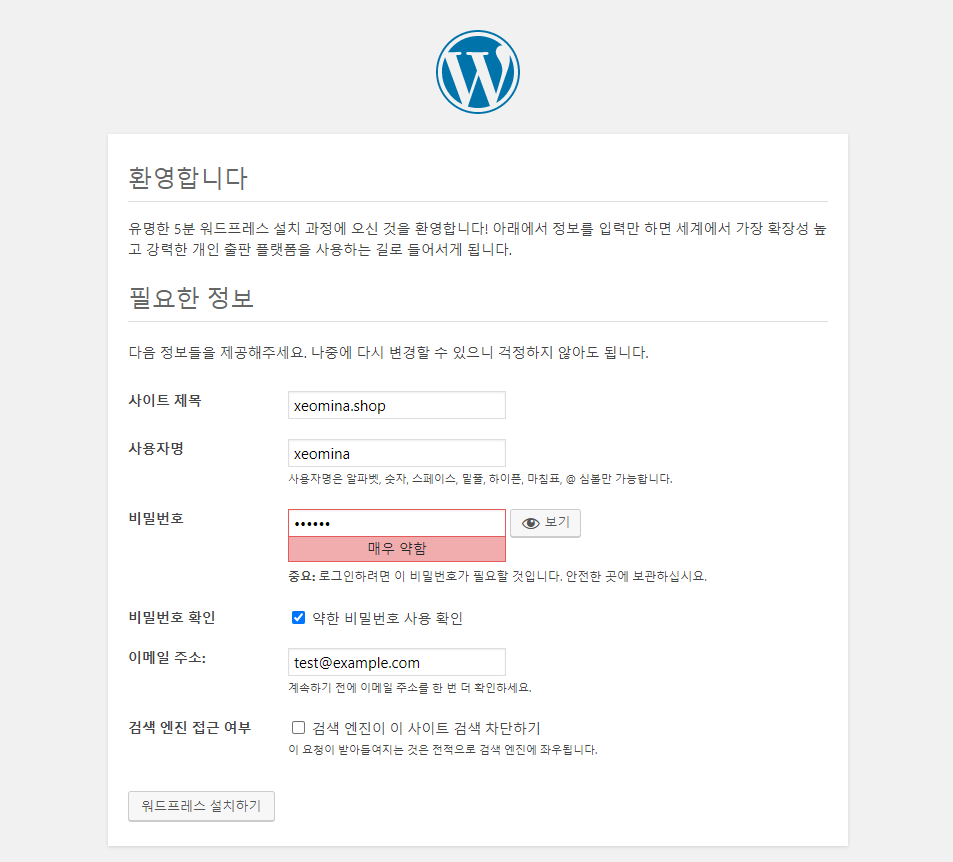 환영합니다
유명한 5분 워드프레스 설치 과정에 오신 것을 환영합니다! 아래에서 정보를 입력만 하면 세계에서 가장 확장성 높
고 강력한 개인 출판 플랫폼을 사용하는 길로 들어서게 됩니다.
필요한 정보
다음 정보들을 제공해주세요. 나중에 다시 변경할 수 있으니 걱정하지 않아도 됩니다.
사이트 제목
xeomina.shop
사용자명
xeomina
사용자명은 알파벳, 숫자, 스페이스, 밑줄, 하이픈, 마침표, @ 심볼만 가능합니다.
비밀번호
••••••
보기
매우 약함
중요: 로그인하려면 이 비밀번호가 필요할 것입니다. 안전한 곳에 보관하십시요.
비밀번호 확인
약한 비밀번호 사용 확인
이메일 주소:
test@example.com
계속하기 전에 이메일 주소를 한 번 더 확인하세요.
검색 엔진 접근 여부
검색 엔진이 이 사이트 검색 차단하기
이 요청이 받아들여지는 것은 전적으로 검색 엔진에 좌우됩니다.
워드프레스 설치하기